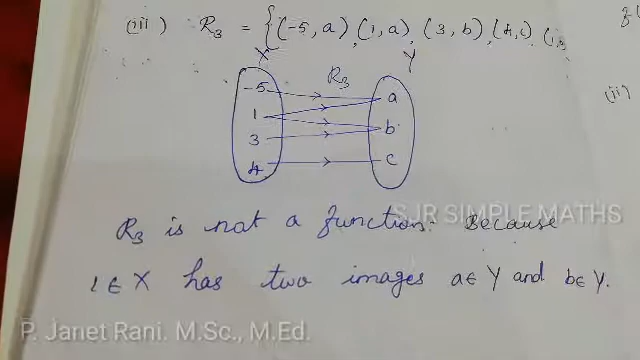 (iii) R₃ = {(-5, a), (1, a), (3, b), (4, c)
X R₃ Y
-5 a
1 b
3 c
4
(ii)
SJR SIMPLE MATHS
R₃ is not a function. Because
1 ∈ X has two images a ∈ Y and b ∈ Y.
P. Janet Rani. M.Sc., M.Ed.